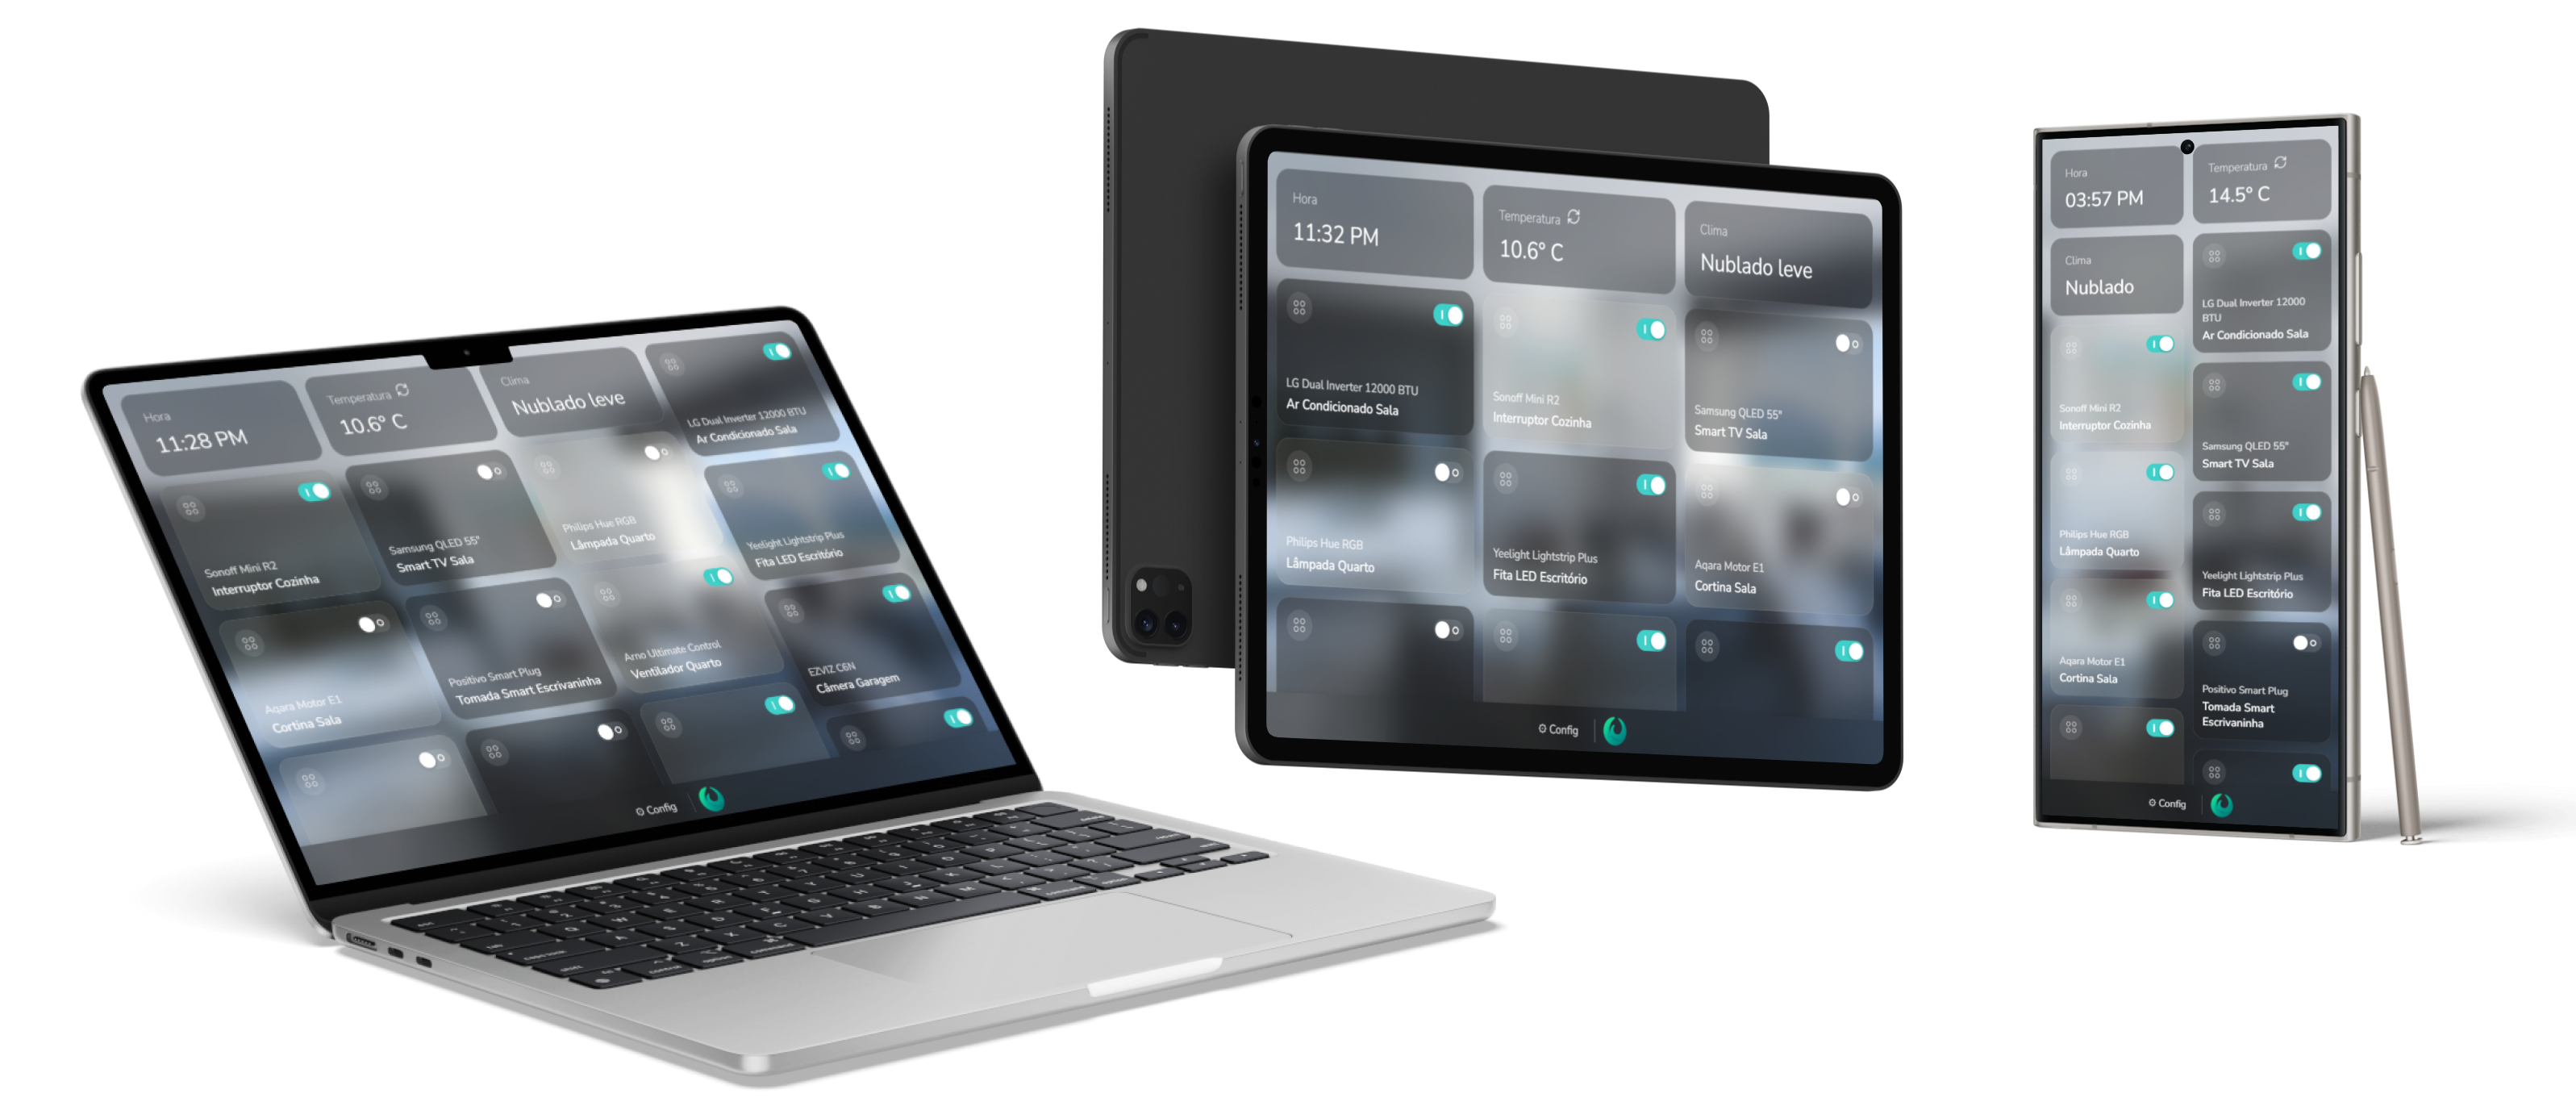 Hora
11:28 PM
Temperatura
10.6° C
Clima
Nublado leve
LG Dual Inverter 12000 BTU
Ar Condicionado Sala
Sonoff Mini R2
Interruptor Cozinha
Samsung QLED 55"
Smart TV Sala
Philips Hue RGB
Lâmpada Quarto
Yeelight Lightstrip Plus
Fita LED Escritório
Aqara Motor E1
Cortina Sala
Positivo Smart Plug
Tomada Smart Escrivaninha
Arno Ultimate Control
Ventilador Quarto
EZVIZ C6N
Câmera Garagem
Config
Hora
11:32 PM
Temperatura
10.6° C
Clima
Nublado leve
LG Dual Inverter 12000 BTU
Ar Condicionado Sala
Sonoff Mini R2
Interruptor Cozinha
Samsung QLED 55"
Smart TV Sala
Philips Hue RGB
Lâmpada Quarto
Yeelight Lightstrip Plus
Fita LED Escritório
Aqara Motor E1
Cortina Sala
Config
Hora
03:57 PM
Temperatura
14.5° C
Clima
Nublado
LG Dual Inverter 12000
BTU
Ar Condicionado Sala
Sonoff Mini R2
Interruptor Cozinha
Samsung QLED 55"
Smart TV Sala
Philips Hue RGB
Lâmpada Quarto
Yeelight Lightstrip Plus
Fita LED Escritório
Aqara Motor E1
Cortina Sala
Positivo Smart Plug
Tomada Smart
Escrivaninha
Config